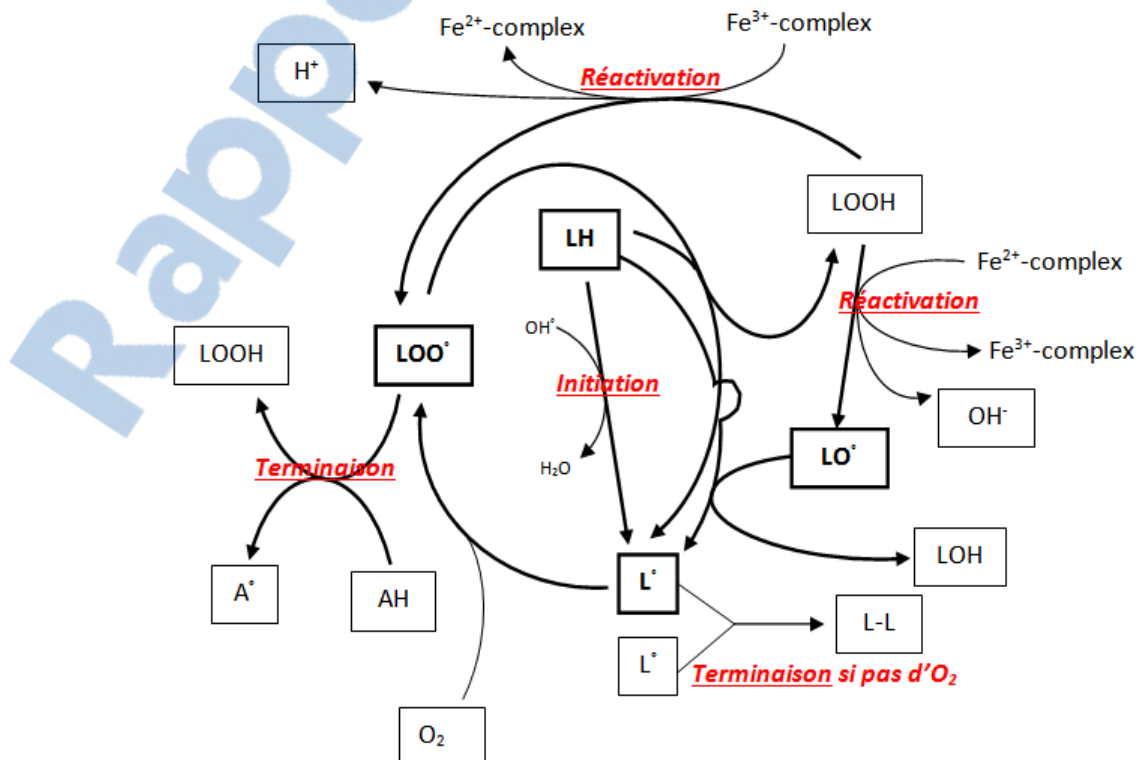 Rappo
Fe²⁺-complex
Fe³⁺-complex
H⁺
Réactivation
LOOH
LH
Fe²⁺-complex
Réactivation
OH°
LOOH
LOO°
Fe³⁺-complex
Initiation
OH⁻
LO°
Terminaison
H₂O
LOH
L°
A°
AH
L-L
L°
Terminaison si pas d’O₂
O₂